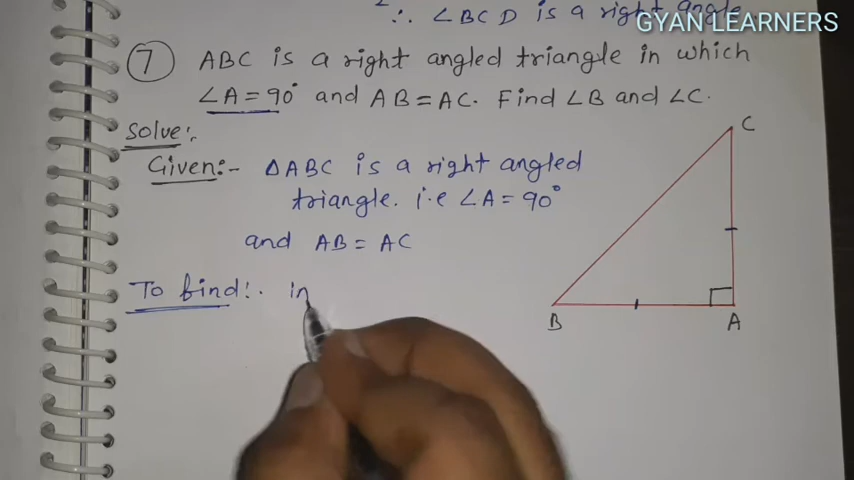 ∴ ∠BCD is a right angle
GYAN LEARNERS
7 ABC is a right angled triangle in which
∠A = 90° and AB = AC. Find ∠B and ∠C.
Solve:.
Given:- ΔABC is a right angled
triangle. i.e ∠A = 90°
and AB = AC
To find:. in
C
B
A